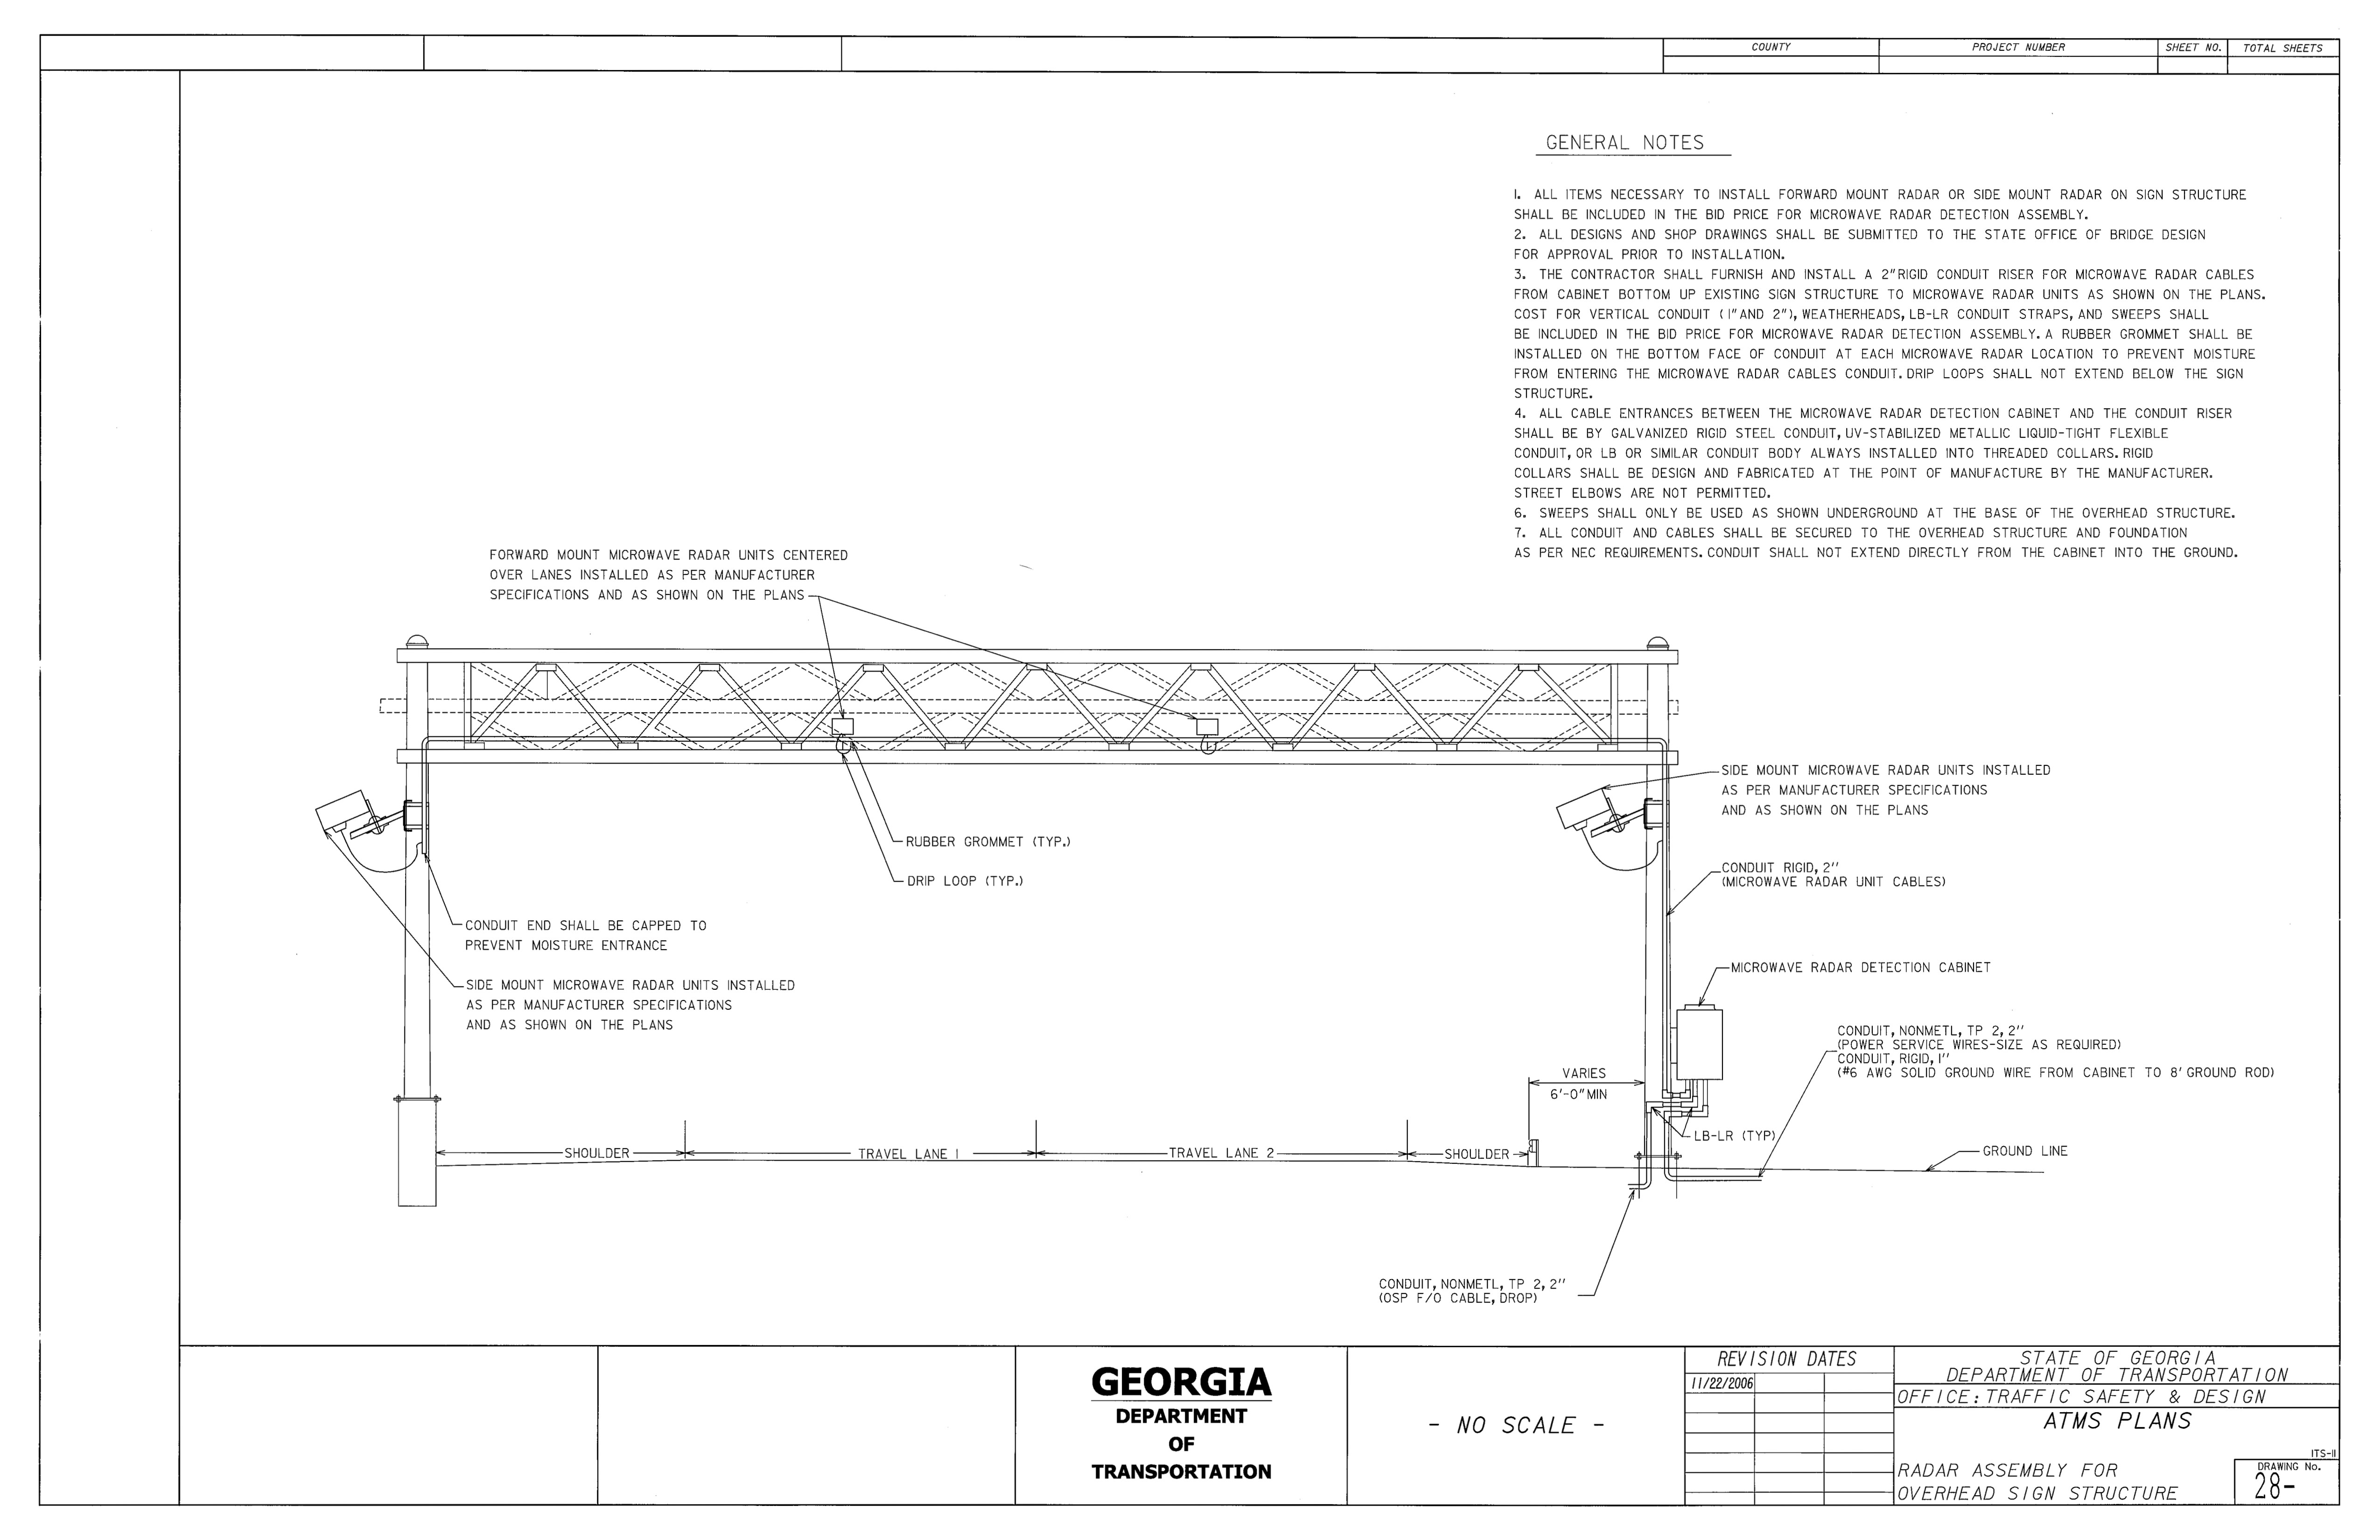 COUNTY
PROJECT NUMBER
SHEET NO.
TOTAL SHEETS
GENERAL NOTES
1. ALL ITEMS NECESSARY TO INSTALL FORWARD MOUNT RADAR OR SIDE MOUNT RADAR ON SIGN STRUCTURE
SHALL BE INCLUDED IN THE BID PRICE FOR MICROWAVE RADAR DETECTION ASSEMBLY.
2. ALL DESIGNS AND SHOP DRAWINGS SHALL BE SUBMITTED TO THE STATE OFFICE OF BRIDGE DESIGN
FOR APPROVAL PRIOR TO INSTALLATION.
3. THE CONTRACTOR SHALL FURNISH AND INSTALL A 2" RIGID CONDUIT RISER FOR MICROWAVE RADAR CABLES
FROM CABINET BOTTOM UP EXISTING SIGN STRUCTURE TO MICROWAVE RADAR UNITS AS SHOWN ON THE PLANS.
COST FOR VERTICAL CONDUIT (1" AND 2"), WEATHERHEADS, LB-LR CONDUIT STRAPS, AND SWEEPS SHALL
BE INCLUDED IN THE BID PRICE FOR MICROWAVE RADAR DETECTION ASSEMBLY. A RUBBER GROMMET SHALL BE
INSTALLED ON THE BOTTOM FACE OF CONDUIT AT EACH MICROWAVE RADAR LOCATION TO PREVENT MOISTURE
FROM ENTERING THE MICROWAVE RADAR CABLES CONDUIT. DRIP LOOPS SHALL NOT EXTEND BELOW THE SIGN
STRUCTURE.
4. ALL CABLE ENTRANCES BETWEEN THE MICROWAVE RADAR DETECTION CABINET AND THE CONDUIT RISER
SHALL BE BY GALVANIZED RIGID STEEL CONDUIT, UV-STABILIZED METALLIC LIQUID-TIGHT FLEXIBLE
CONDUIT, OR LB OR SIMILAR CONDUIT BODY ALWAYS INSTALLED INTO THREADED COLLARS. RIGID
COLLARS SHALL BE DESIGN AND FABRICATED AT THE POINT OF MANUFACTURE BY THE MANUFACTURER.
STREET ELBOWS ARE NOT PERMITTED.
6. SWEEPS SHALL ONLY BE USED AS SHOWN UNDERGROUND AT THE BASE OF THE OVERHEAD STRUCTURE.
7. ALL CONDUIT AND CABLES SHALL BE SECURED TO THE OVERHEAD STRUCTURE AND FOUNDATION
AS PER NEC REQUIREMENTS. CONDUIT SHALL NOT EXTEND DIRECTLY FROM THE CABINET INTO THE GROUND.
FORWARD MOUNT MICROWAVE RADAR UNITS CENTERED
OVER LANES INSTALLED AS PER MANUFACTURER
SPECIFICATIONS AND AS SHOWN ON THE PLANS
SIDE MOUNT MICROWAVE RADAR UNITS INSTALLED
AS PER MANUFACTURER SPECIFICATIONS
AND AS SHOWN ON THE PLANS
RUBBER GROMMET (TYP.)
DRIP LOOP (TYP.)
CONDUIT RIGID, 2''
(MICROWAVE RADAR UNIT CABLES)
CONDUIT END SHALL BE CAPPED TO
PREVENT MOISTURE ENTRANCE
MICROWAVE RADAR DETECTION CABINET
SIDE MOUNT MICROWAVE RADAR UNITS INSTALLED
AS PER MANUFACTURER SPECIFICATIONS
AND AS SHOWN ON THE PLANS
CONDUIT, NONMETL, TP 2, 2''
(POWER SERVICE WIRES-SIZE AS REQUIRED)
CONDUIT, RIGID, 1''
(#6 AWG SOLID GROUND WIRE FROM CABINET TO 8' GROUND ROD)
VARIES
6'-0" MIN
LB-LR (TYP)
SHOULDER
TRAVEL LANE 1
TRAVEL LANE 2
SHOULDER
GROUND LINE
CONDUIT, NONMETL, TP 2, 2''
(OSP F/O CABLE, DROP)
GEORGIA
DEPARTMENT
OF
TRANSPORTATION
- NO SCALE -
REVISION DATES
11/22/2006
STATE OF GEORGIA
DEPARTMENT OF TRANSPORTATION
OFFICE: TRAFFIC SAFETY & DESIGN
ATMS PLANS
ITS-11
RADAR ASSEMBLY FOR
OVERHEAD SIGN STRUCTURE
DRAWING No.
28-